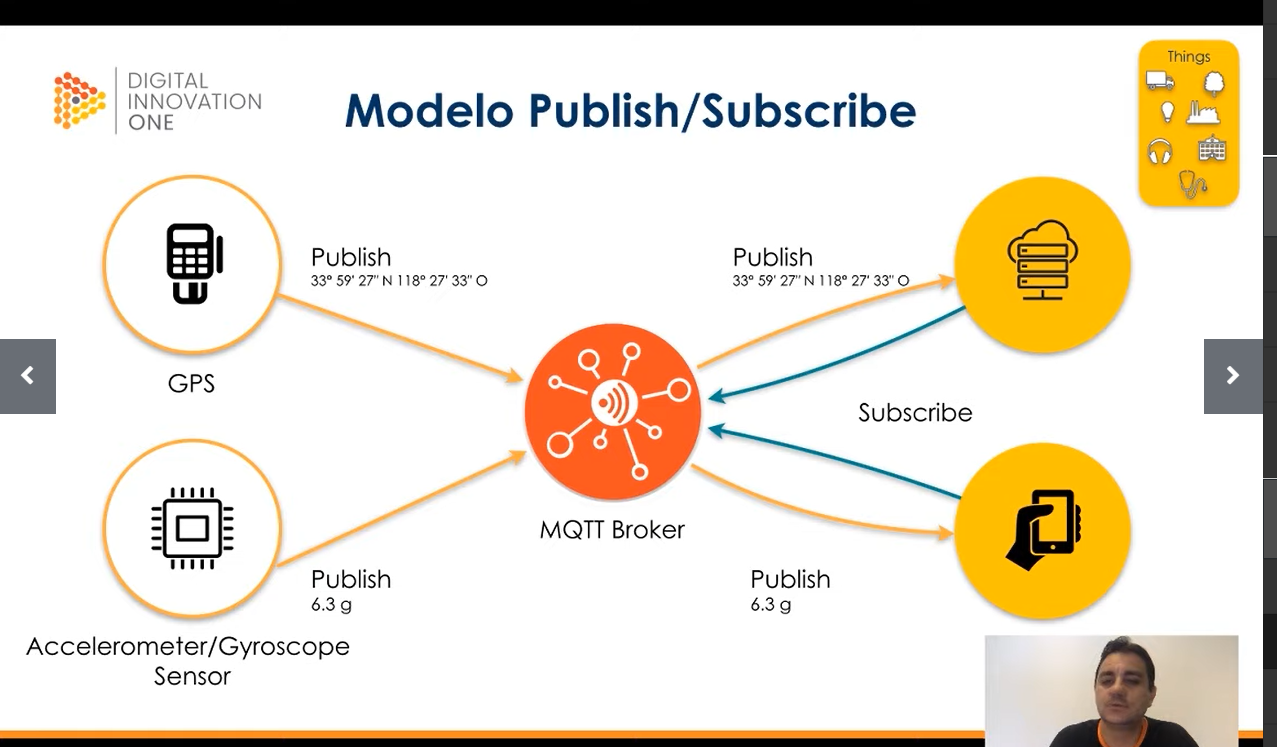 Things
DIGITAL
INNOVATION
ONE
Modelo Publish/Subscribe
Publish
33° 59' 27" N 118° 27' 33" O
Publish
33° 59' 27" N 118° 27' 33" O
GPS
Subscribe
MQTT Broker
Publish
6.3 g
Publish
6.3 g
Accelerometer/Gyroscope
Sensor